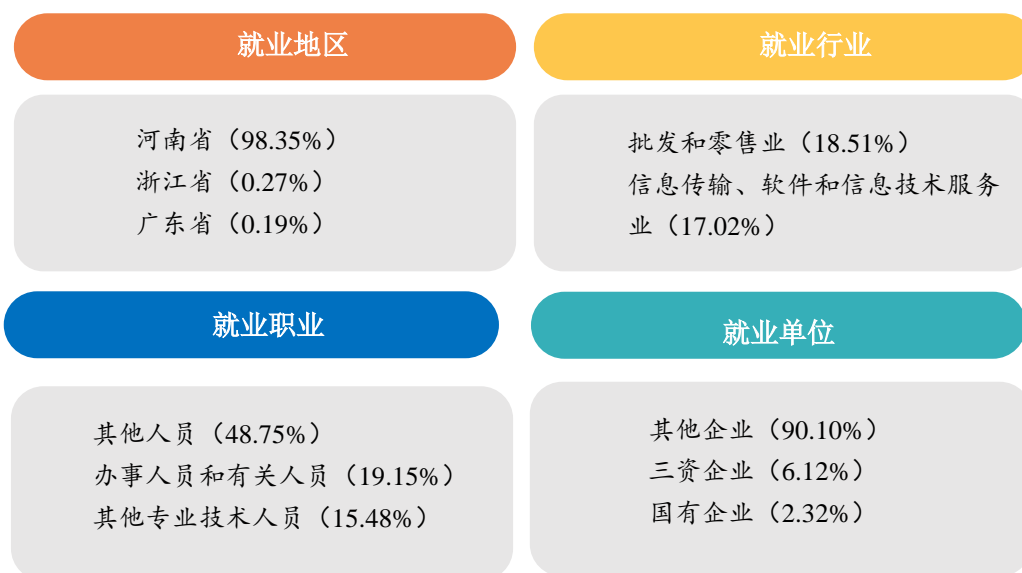 就业地区
河南省（98.35%）
浙江省（0.27%）
广东省（0.19%）
就业行业
批发和零售业（18.51%）
信息传输、软件和信息技术服务
业（17.02%）
就业职业
其他人员（48.75%）
办事人员和有关人员（19.15%）
其他专业技术人员（15.48%）
就业单位
其他企业（90.10%）
三资企业（6.12%）
国有企业（2.32%）